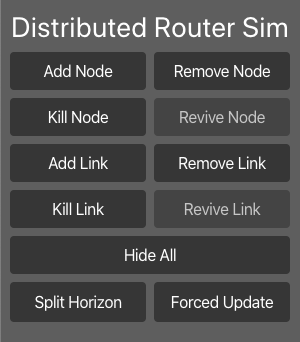 Distributed Router Sim
Add Node Remove Node
Kill Node Revive Node
Add Link Remove Link
Kill Link Revive Link
Hide All
Split Horizon Forced Update